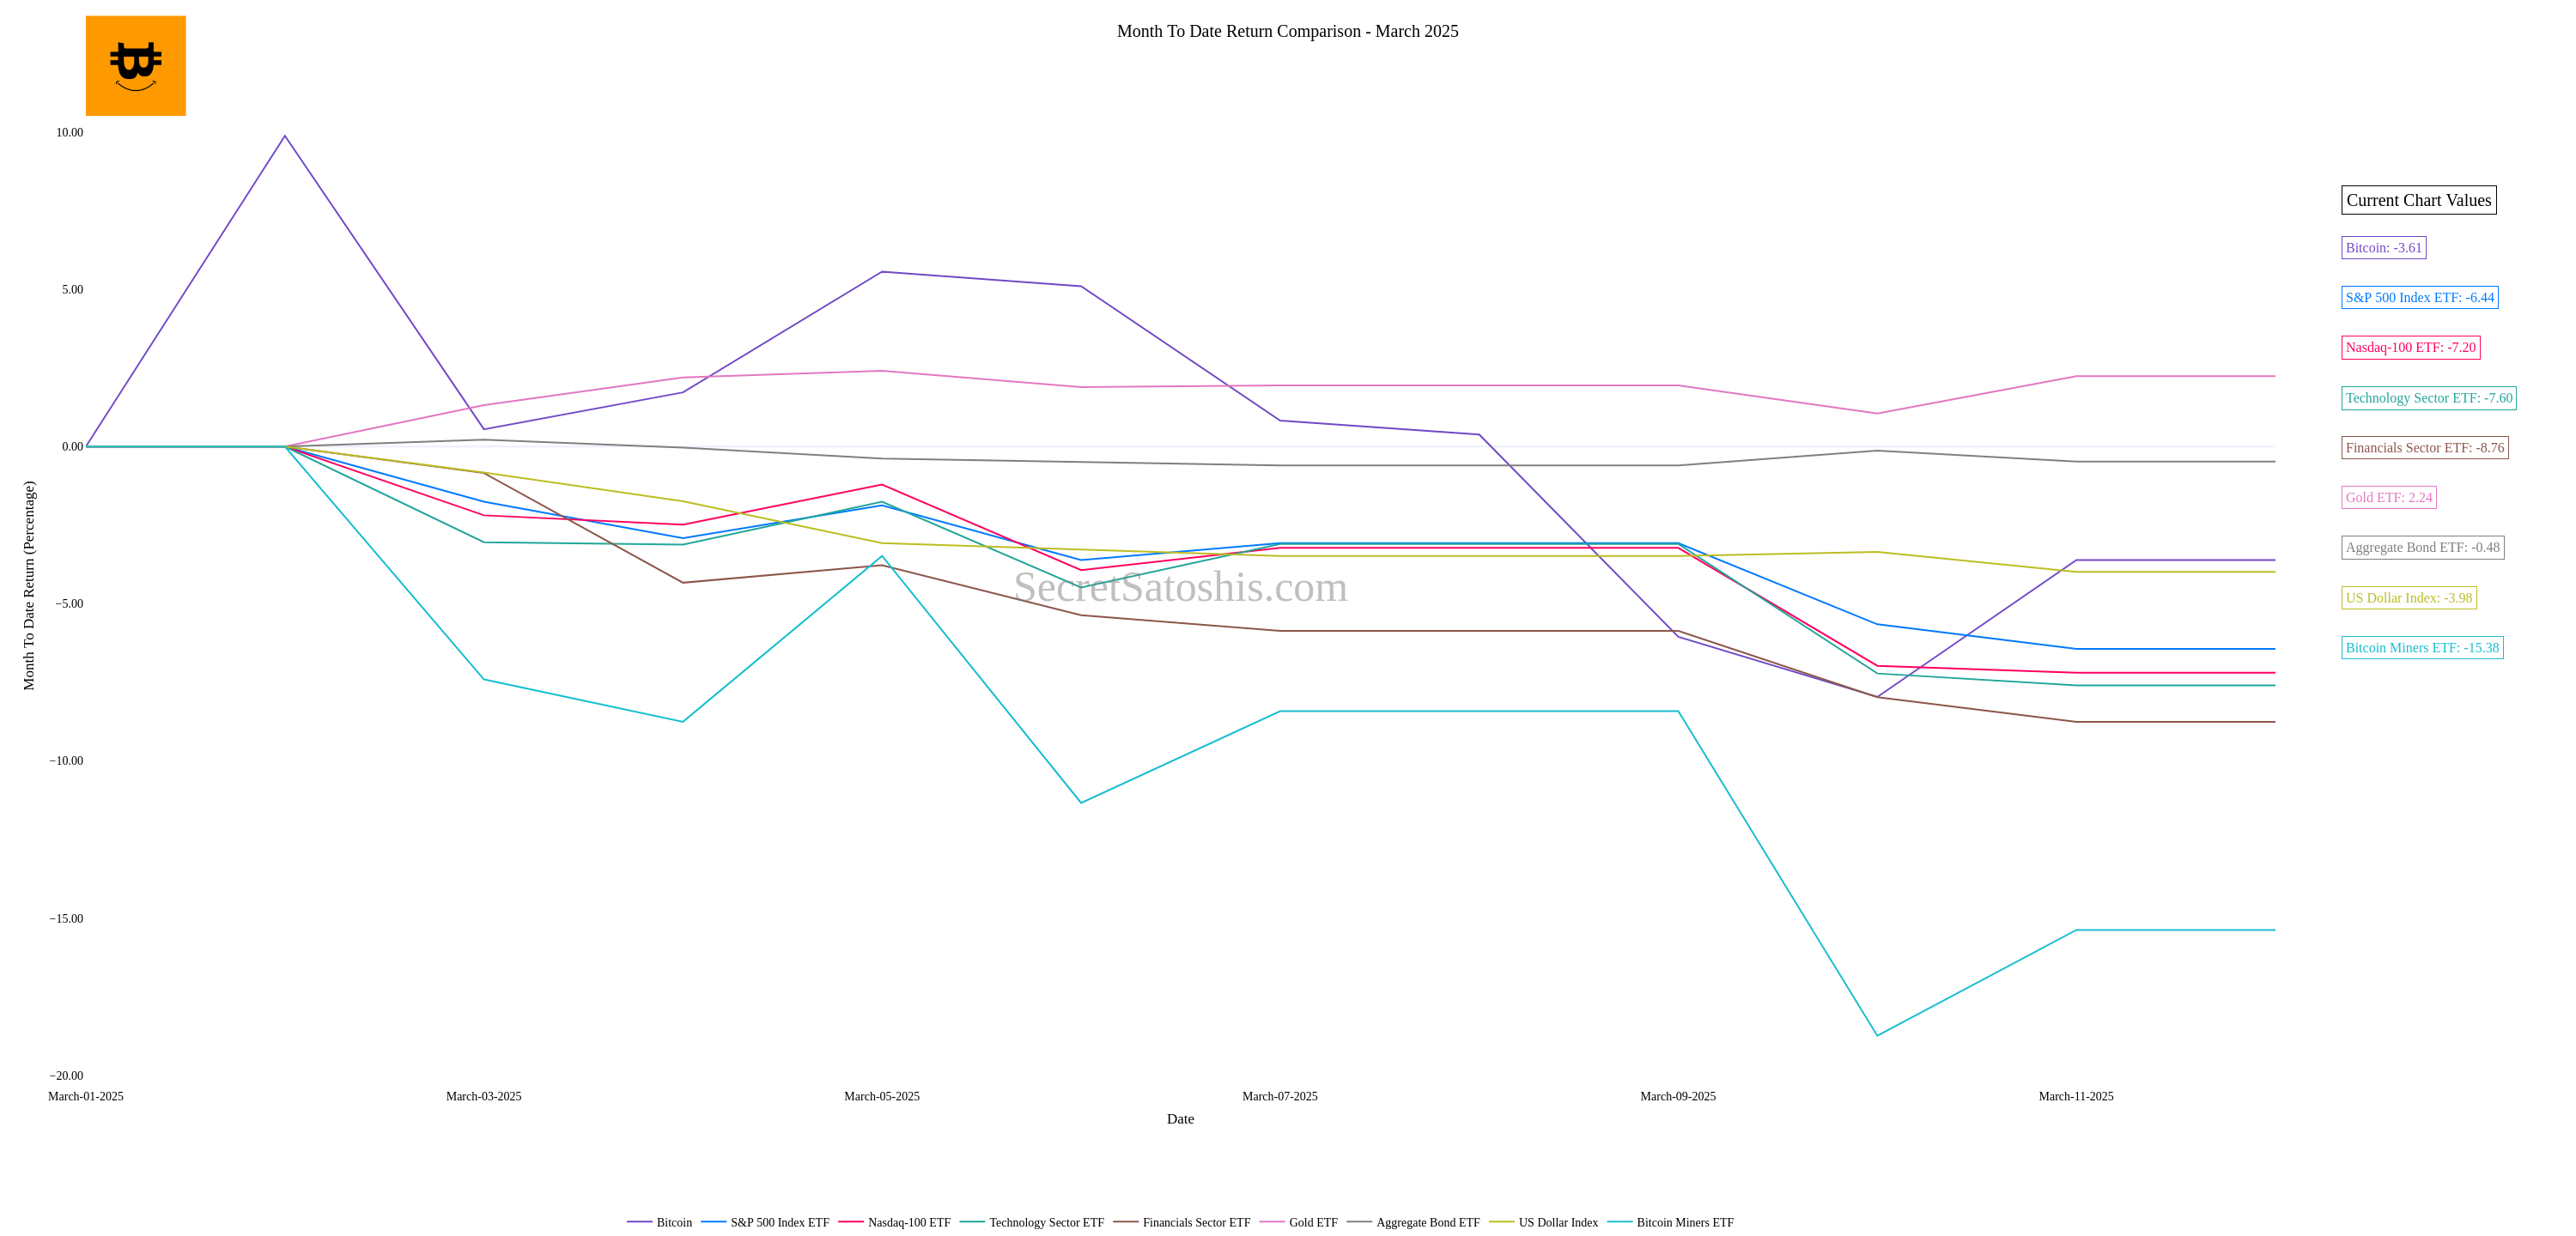 Month To Date Return Comparison - March 2025
10.00
5.00
0.00
−5.00
−10.00
−15.00
−20.00
Month To Date Return (Percentage)
SecretSatoshis.com
Current Chart Values
Bitcoin: -3.61
S&P 500 Index ETF: -6.44
Nasdaq-100 ETF: -7.20
Technology Sector ETF: -7.60
Financials Sector ETF: -8.76
Gold ETF: 2.24
Aggregate Bond ETF: -0.48
US Dollar Index: -3.98
Bitcoin Miners ETF: -15.38
March-01-2025 March-03-2025 March-05-2025 March-07-2025 March-09-2025 March-11-2025
Date
Bitcoin S&P 500 Index ETF Nasdaq-100 ETF Technology Sector ETF Financials Sector ETF Gold ETF Aggregate Bond ETF US Dollar Index Bitcoin Miners ETF